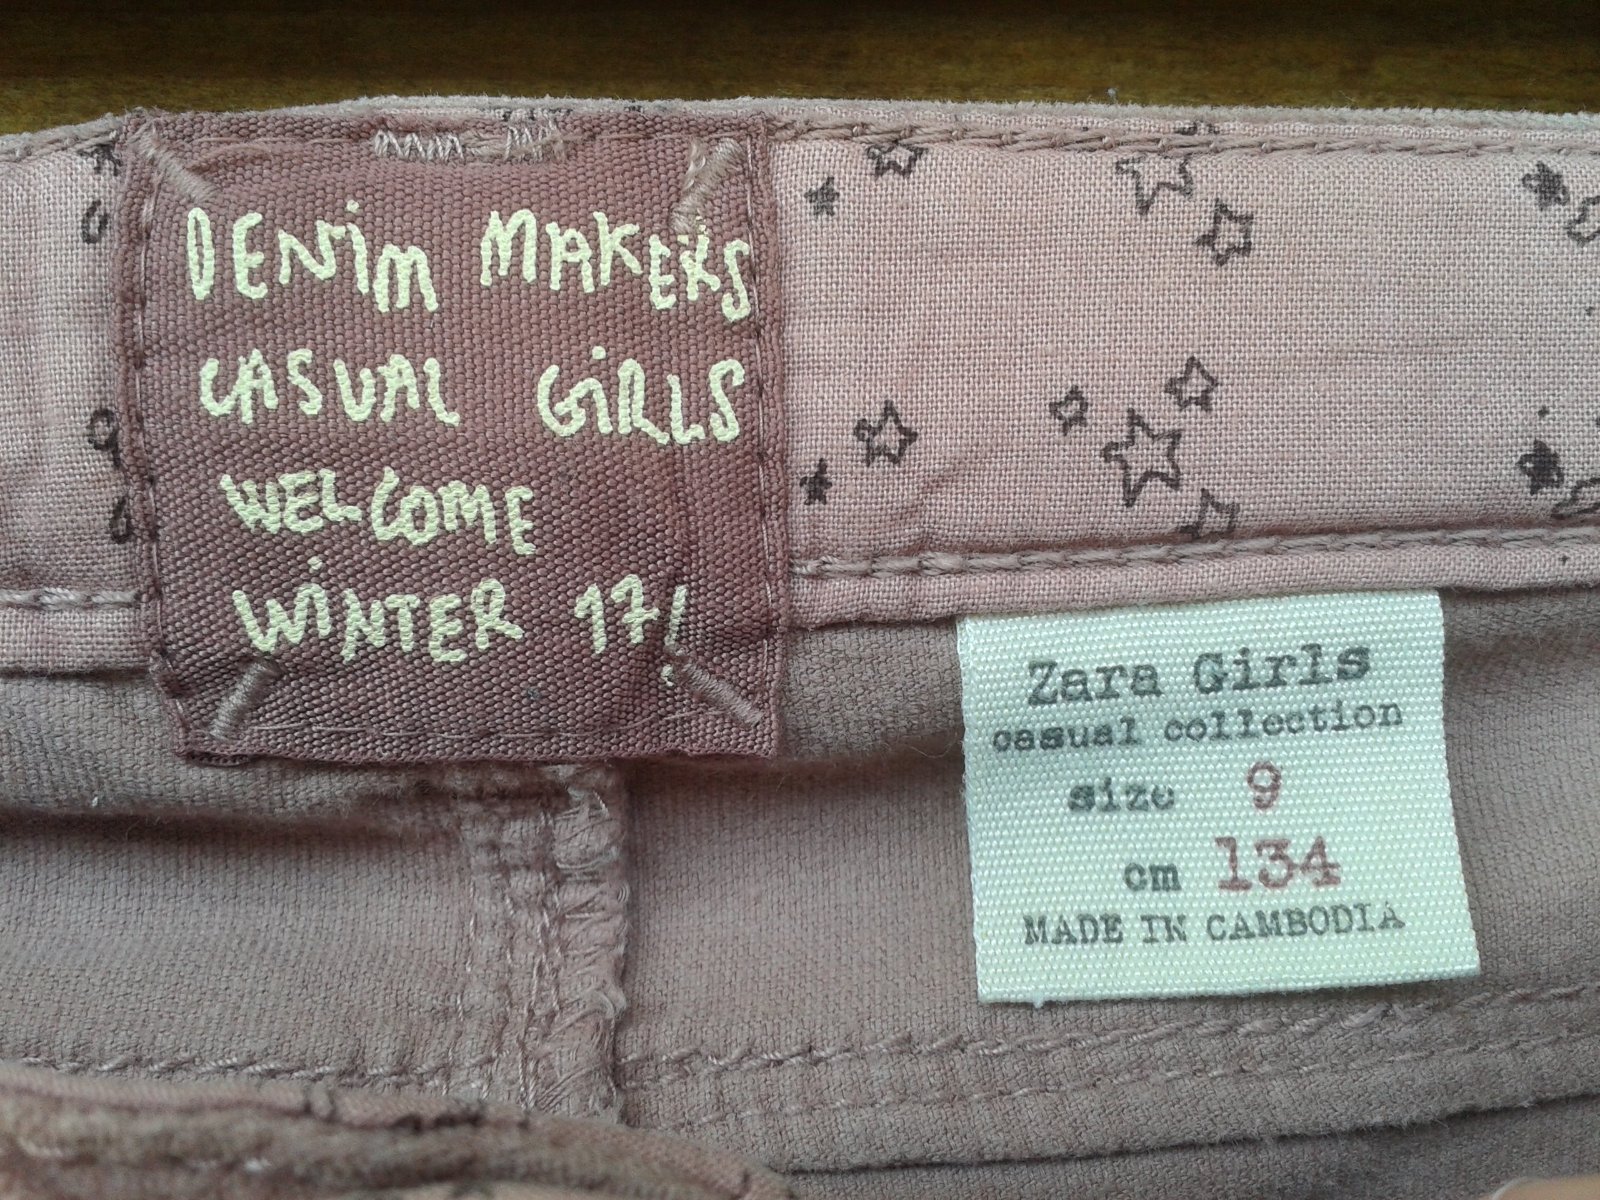 DENiM MAKERS
CASUAL GiRLS
WELCOME
WiNTER 17!
Zara Girls
casual collection
size 9
cm 134
MADE IN CAMBODIA